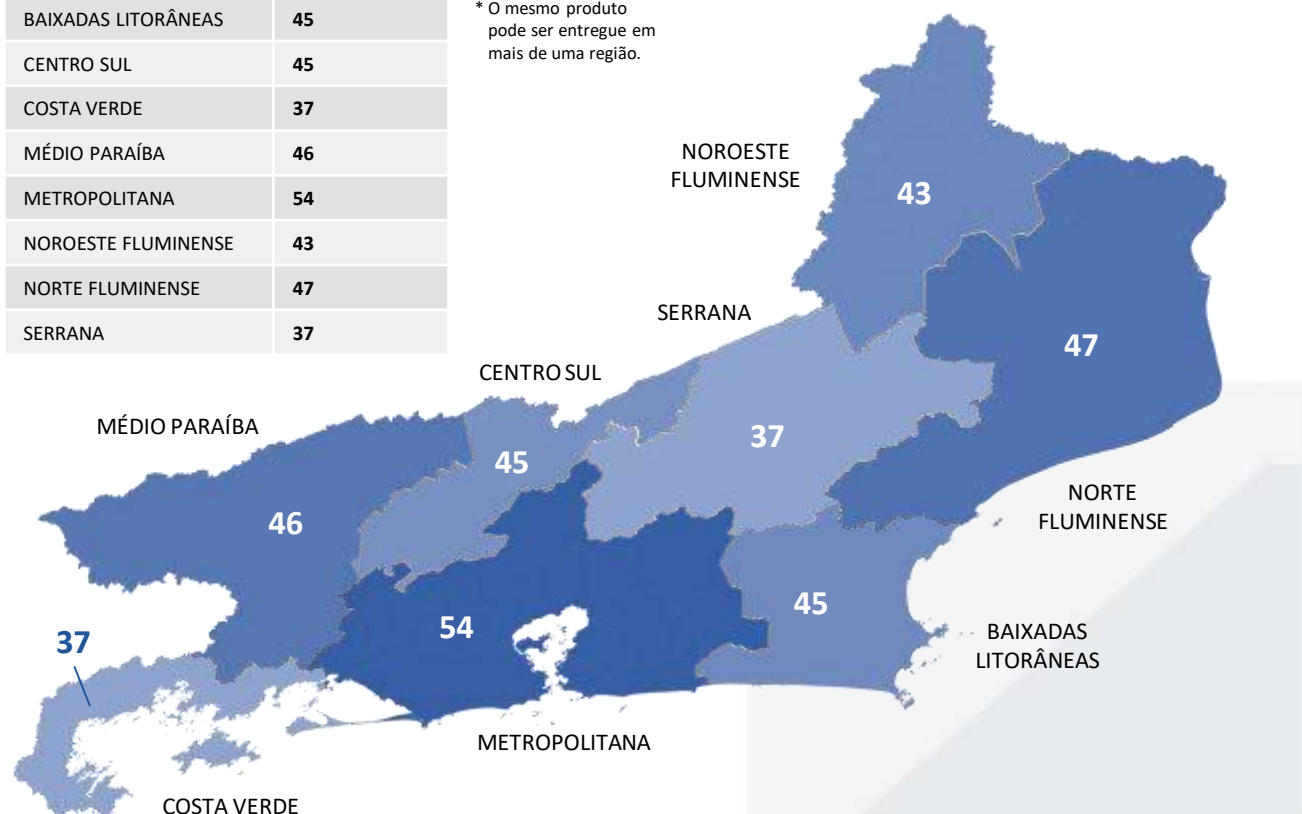 BAIXADAS LITORÂNEAS 45
CENTRO SUL 45
COSTA VERDE 37
MÉDIO PARAÍBA 46
METROPOLITANA 54
NOROESTE FLUMINENSE 43
NORTE FLUMINENSE 47
SERRANA 37
* O mesmo produto
pode ser entregue em
mais de uma região.
NOROESTE
FLUMINENSE
43
SERRANA
47
CENTRO SUL
MÉDIO PARAÍBA
37
45
NORTE
FLUMINENSE
46
45
54
37
BAIXADAS
LITORÂNEAS
METROPOLITANA
COSTA VERDE